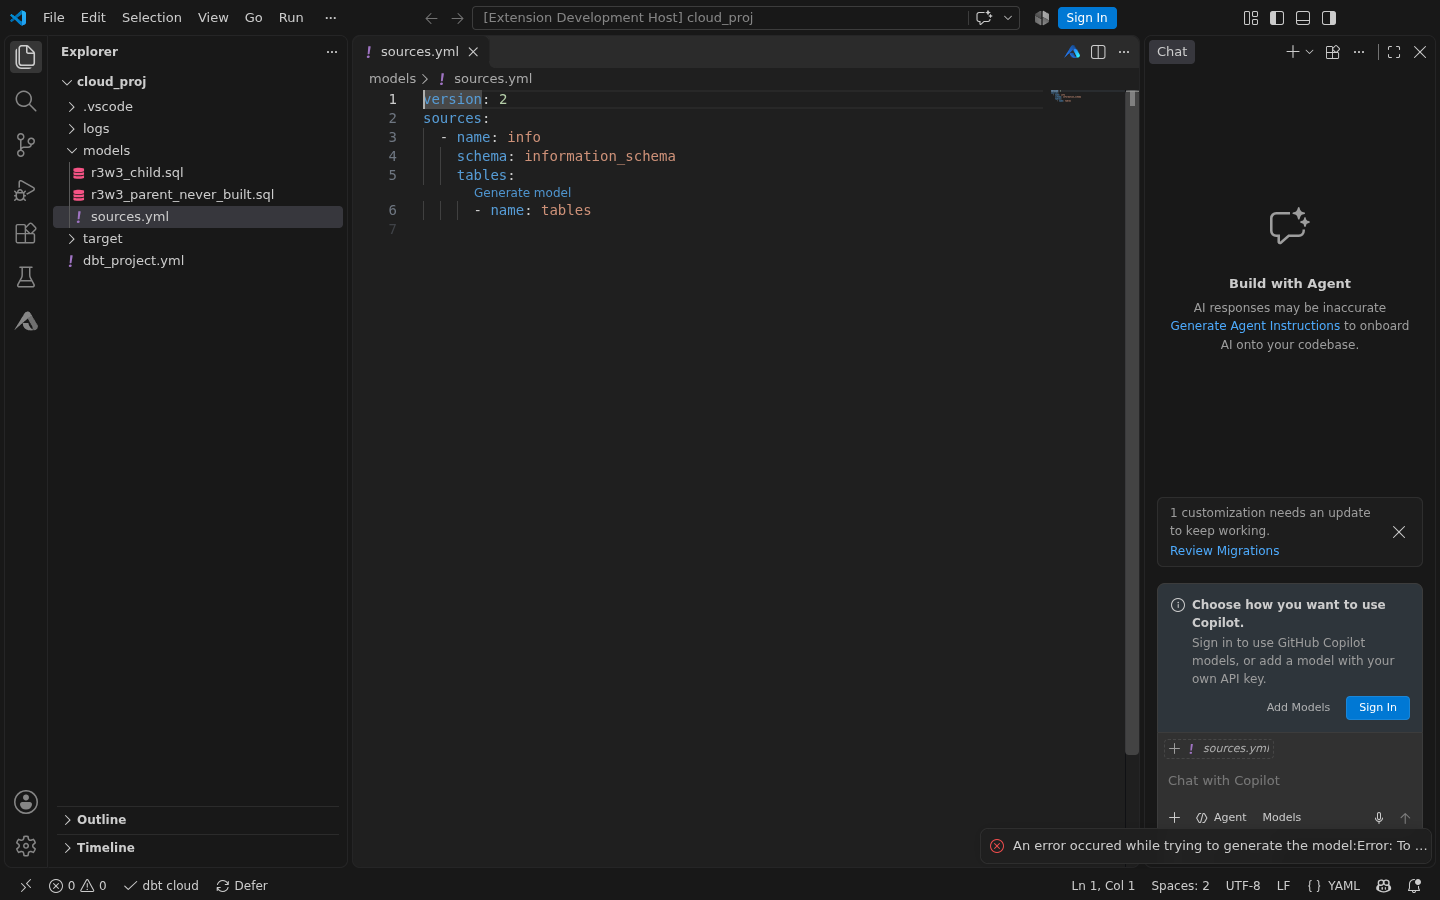 File Edit Selection View Go Run ···
[Extension Development Host] cloud_proj
Sign In
Explorer
cloud_proj
.vscode
logs
models
r3w3_child.sql
r3w3_parent_never_built.sql
sources.yml
target
dbt_project.yml
Outline
Timeline
sources.yml
models > sources.yml
1 version: 2
2 sources:
3 - name: info
4 schema: information_schema
5 tables:
Generate model
6 - name: tables
7
Chat
Build with Agent
AI responses may be inaccurate
Generate Agent Instructions to onboard
AI onto your codebase.
1 customization needs an update
to keep working.
Review Migrations
Choose how you want to use
Copilot.
Sign in to use GitHub Copilot
models, or add a model with your
own API key.
Add Models Sign In
sources.yml
Chat with Copilot
Agent Models
An error occured while trying to generate the model:Error: To ...
0 0 dbt cloud Defer
Ln 1, Col 1 Spaces: 2 UTF-8 LF { } YAML